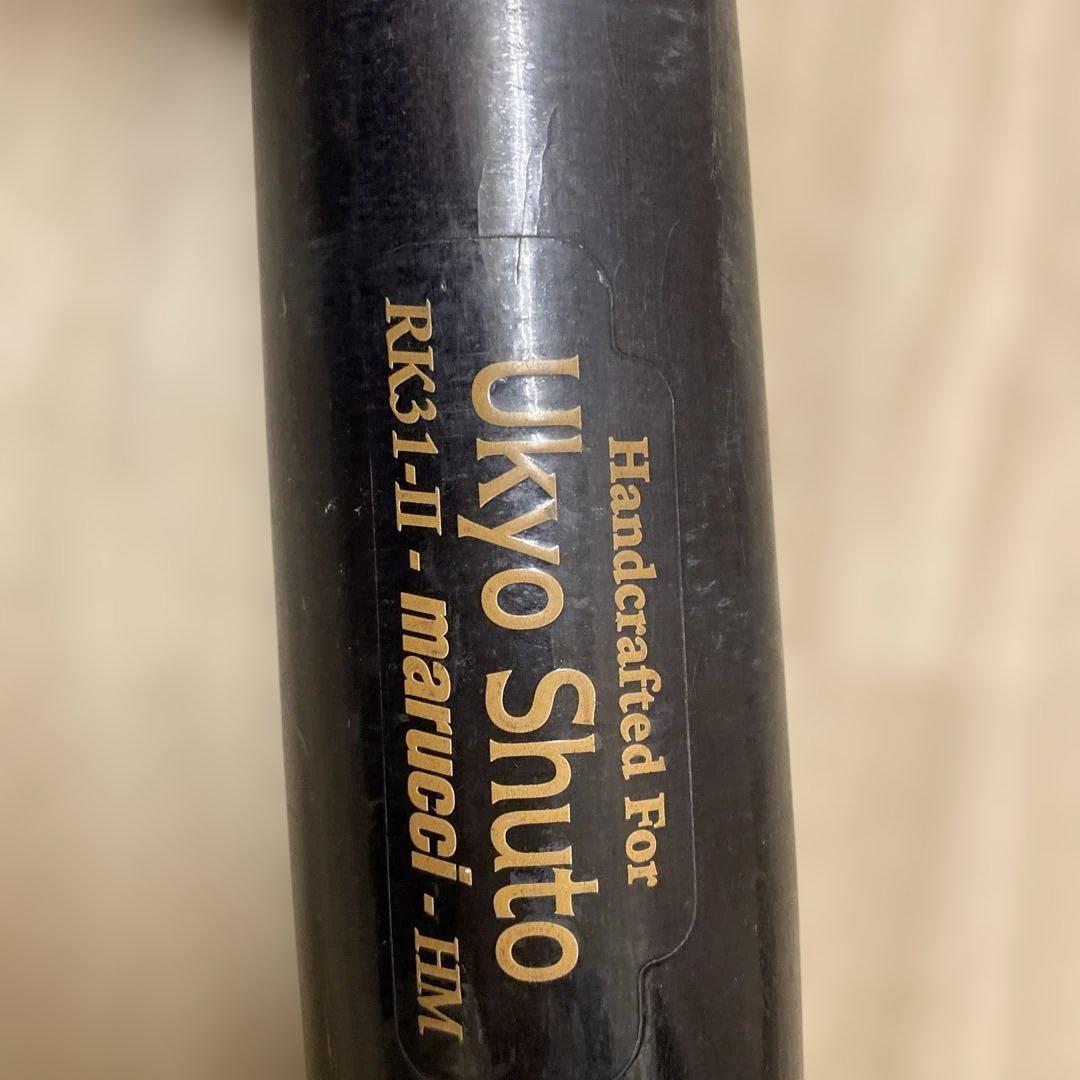 Handcrafted For
Ukyo Shuto
RK31-II - marucci - HM